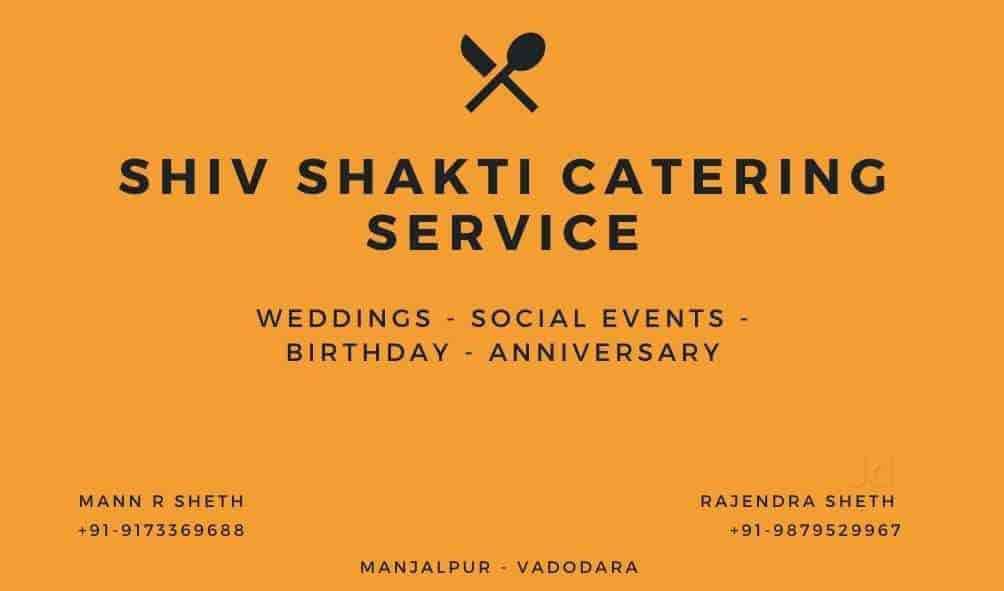 SHIV SHAKTI CATERING
SERVICE
WEDDINGS - SOCIAL EVENTS -
BIRTHDAY - ANNIVERSARY
Jd
MANN R SHETH
RAJENDRA SHETH
+91-9173369688
+91-9879529967
MANJALPUR - VADODARA